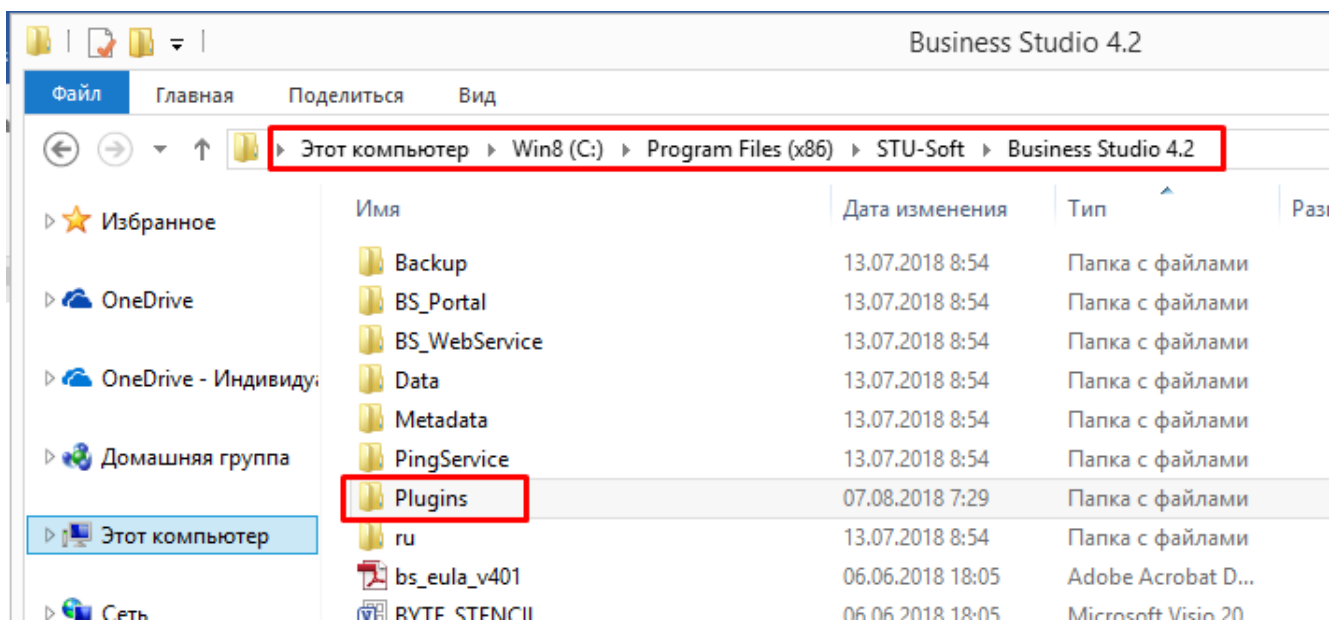 Business Studio 4.2
Файл Главная Поделиться Вид
Этот компьютер Win8 (C:) Program Files (x86) STU-Soft Business Studio 4.2
Имя Дата изменения Тип
Избранное
Backup 13.07.2018 8:54 Папка с файлами
OneDrive BS_Portal 13.07.2018 8:54 Папка с файлами
BS_WebService 13.07.2018 8:54 Папка с файлами
OneDrive - Индивиду Data 13.07.2018 8:54 Папка с файлами
Metadata 13.07.2018 8:54 Папка с файлами
Домашняя группа PingService 13.07.2018 8:54 Папка с файлами
Plugins 07.08.2018 7:29 Папка с файлами
Этот компьютер ru 13.07.2018 8:54 Папка с файлами
bs_eula_v401 06.06.2018 18:05 Adobe Acrobat D...
Сеть BYTE_STENCIL 06.06.2018 18:05 Microsoft Visio 20